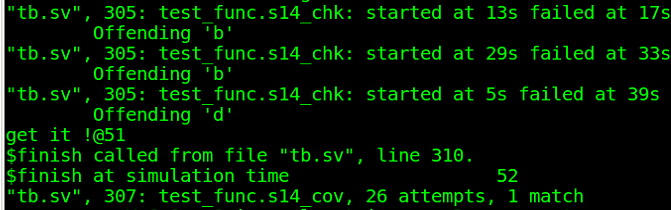 "tb.sv", 305: test_func.s14_chk: started at 13s failed at 17s
Offending 'b'
"tb.sv", 305: test_func.s14_chk: started at 29s failed at 33s
Offending 'b'
"tb.sv", 305: test_func.s14_chk: started at 5s failed at 39s
Offending 'd'
get it !@51
$finish called from file "tb.sv", line 310.
$finish at simulation time 52
"tb.sv", 307: test_func.s14_cov, 26 attempts, 1 match